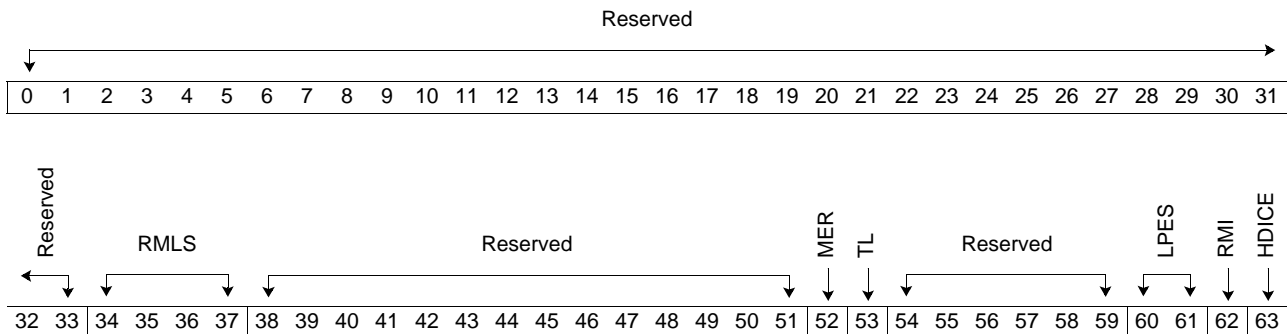 Reserved
0 1 2 3 4 5 6 7 8 9 10 11 12 13 14 15 16 17 18 19 20 21 22 23 24 25 26 27 28 29 30 31
Reserved RMLS Reserved MER TL Reserved LPES RMI HDICE
32 33 34 35 36 37 38 39 40 41 42 43 44 45 46 47 48 49 50 51 52 53 54 55 56 57 58 59 60 61 62 63